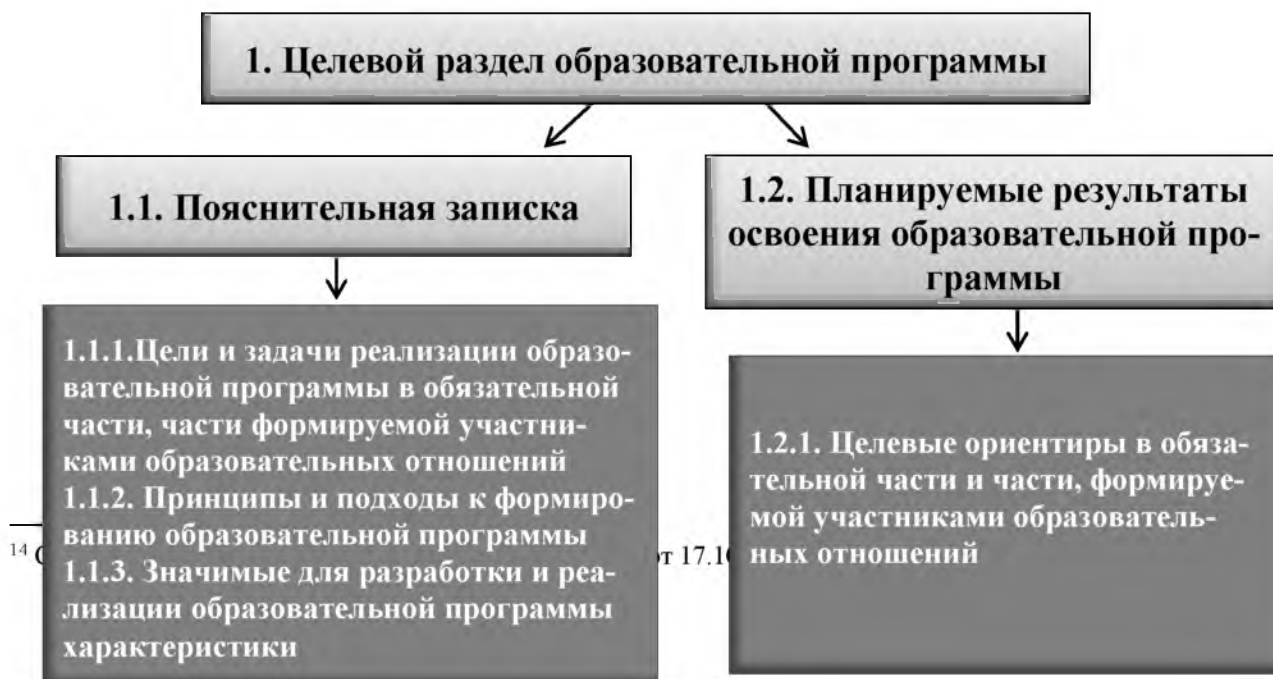 1. Целевой раздел образовательной программы
1.1. Пояснительная записка
1.2. Планируемые результаты
освоения образовательной про-
граммы
1.1.1.Цели и задачи реализации образо-
вательной программы в обязательной
части, части формируемой участни-
ками образовательных отношений
1.1.2. Принципы и подходы к формиро-
ванию образовательной программы
1.1.3. Значимые для разработки и реа-
лизации образовательной программы
характеристики
1.2.1. Целевые ориентиры в обяза-
тельной части и части, формируе-
мой участниками образователь-
ных отношений
14